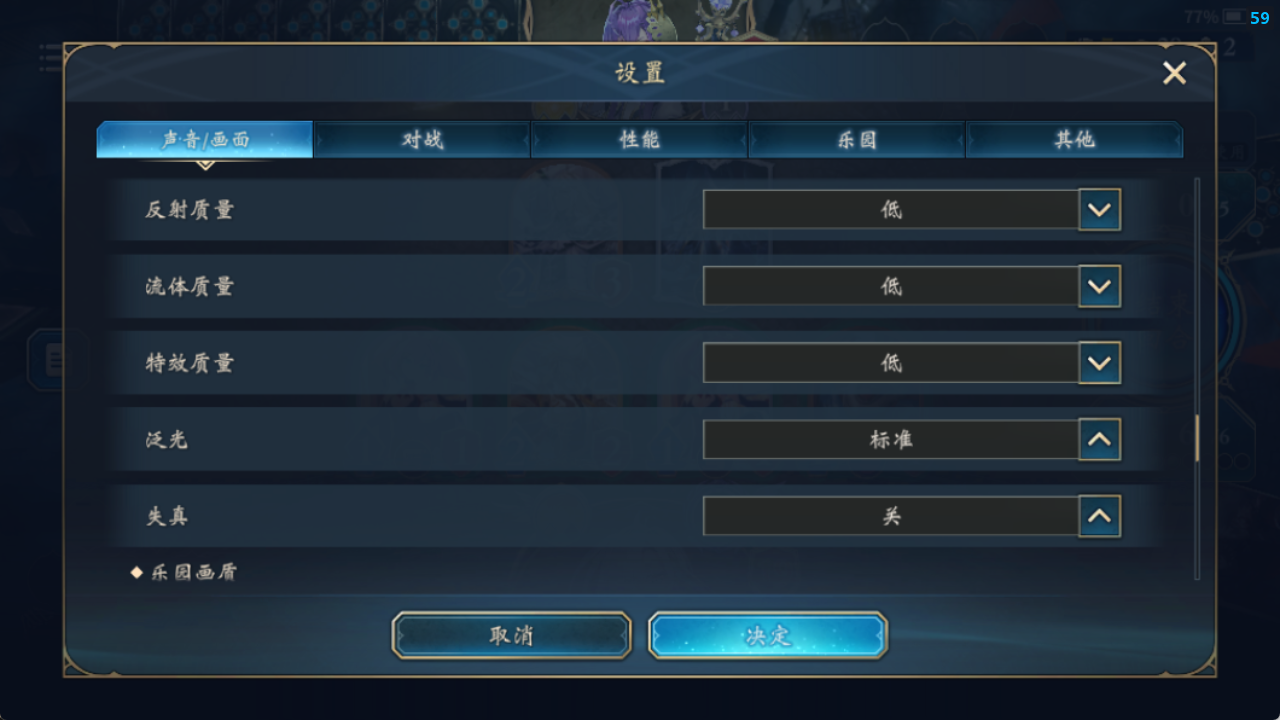 77%
59
设置
声音/画面
对战
性能
乐园
其他
反射质量
低
流体质量
低
特效质量
低
泛光
标准
失真
关
乐园画质
取消
决定